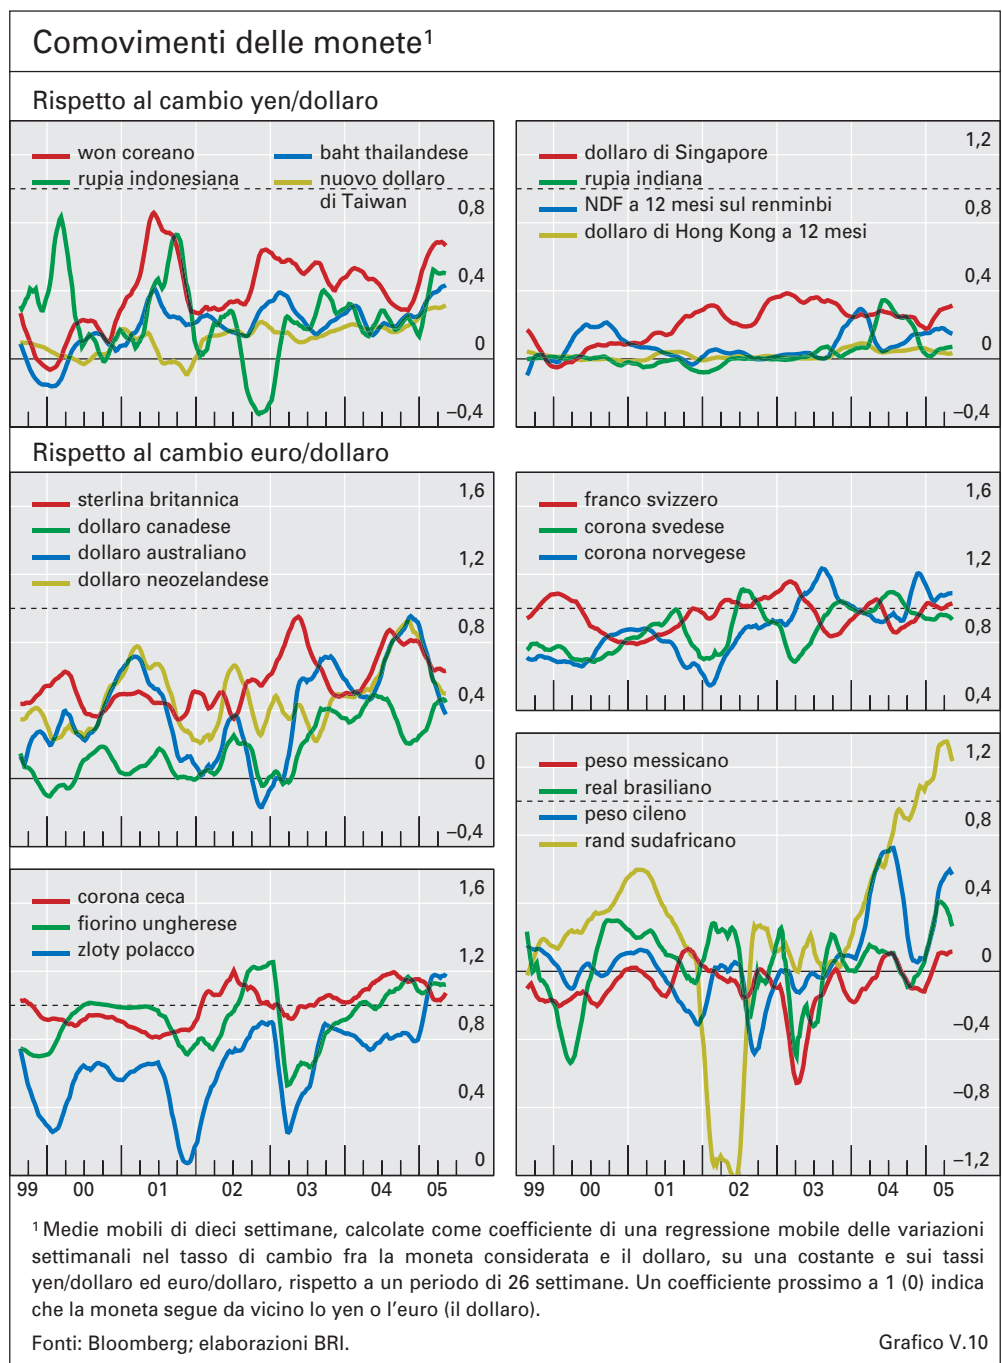 Comovimenti delle monete¹
Rispetto al cambio yen/dollaro
won coreano
rupia indonesiana
baht thailandese
nuovo dollaro
di Taiwan
dollaro di Singapore
rupia indiana
NDF a 12 mesi sul renminbi
dollaro di Hong Kong a 12 mesi
1,2
0,8
0,8
0,4
0,4
0
0
–0,4
–0,4
Rispetto al cambio euro/dollaro
sterlina britannica
dollaro canadese
dollaro australiano
dollaro neozelandese
1,6
1,2
0,8
0,4
0
–0,4
franco svizzero
corona svedese
corona norvegese
1,6
1,2
0,8
0,4
corona ceca
fiorino ungherese
zloty polacco
1,6
1,2
0,8
0,4
0
99 00 01 02 03 04 05
peso messicano
real brasiliano
peso cileno
rand sudafricano
1,2
0,8
0,4
0
–0,4
–0,8
–1,2
99 00 01 02 03 04 05
¹ Medie mobili di dieci settimane, calcolate come coefficiente di una regressione mobile delle variazioni
settimanali nel tasso di cambio fra la moneta considerata e il dollaro, su una costante e sui tassi
yen/dollaro ed euro/dollaro, rispetto a un periodo di 26 settimane. Un coefficiente prossimo a 1 (0) indica
che la moneta segue da vicino lo yen o l'euro (il dollaro).
Fonti: Bloomberg; elaborazioni BRI.
Grafico V.10